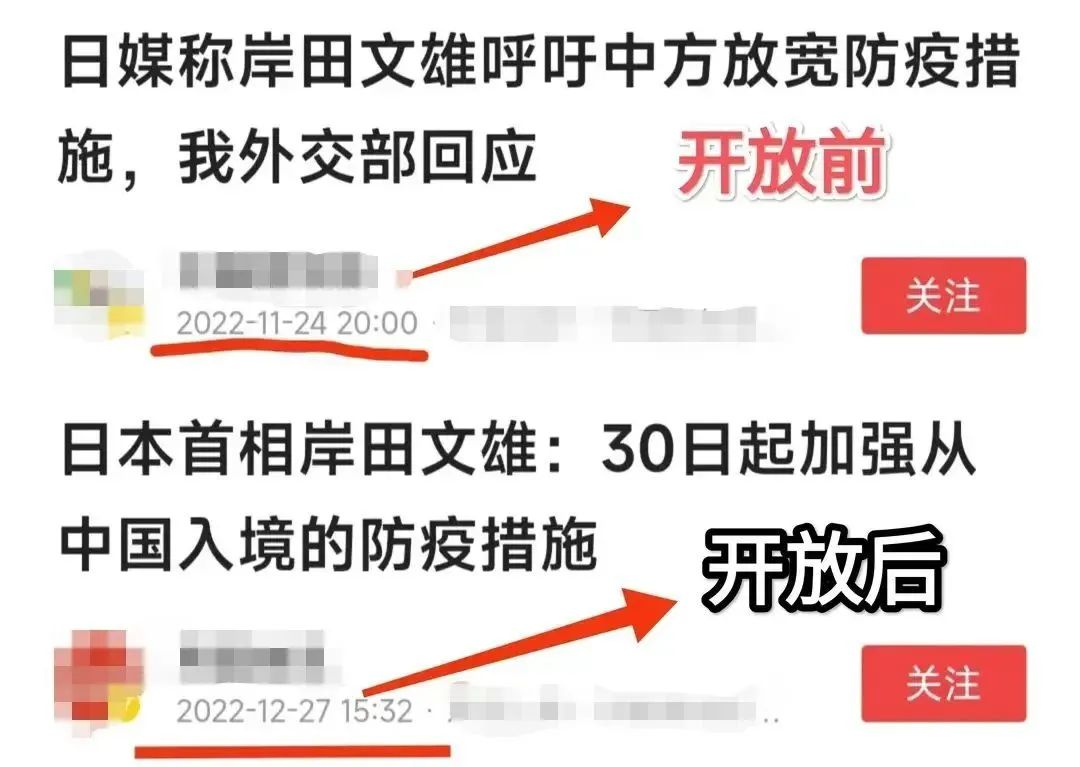 日媒称岸田文雄呼吁中方放宽防疫措
施，我外交部回应
开放前
2022-11-24 20:00 ·
关注
日本首相岸田文雄：30日起加强从
中国入境的防疫措施
开放后
2022-12-27 15:32 ·
关注